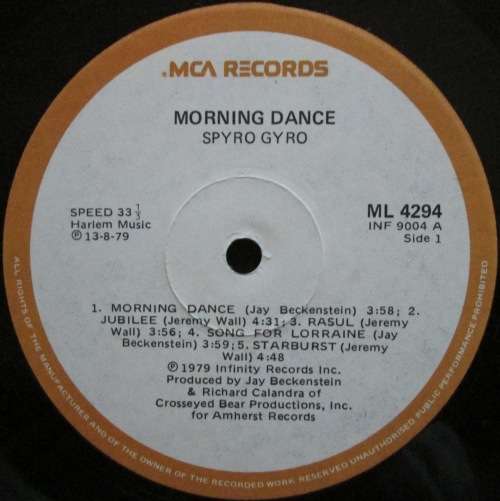 MCA RECORDS
MORNING DANCE
SPYRO GYRO
SPEED 33 1/3
Harlem Music
℗ 13-8-79
ML 4294
INF 9004 A
Side 1
1. MORNING DANCE (Jay Beckenstein) 3:58; 2.
JUBILEE (Jeremy Wall) 4:31; 3. RASUL (Jeremy
Wall) 3:56; 4. SONG FOR LORRAINE (Jay
Beckenstein) 3:59; 5. STARBURST (Jeremy
Wall) 4:48
℗ 1979 Infinity Records Inc.
Produced by Jay Beckenstein
& Richard Calandra of
Crosseyed Bear Productions, Inc.
for Amherst Records
ALL RIGHTS OF THE MANUFACTURER AND OF THE OWNER OF THE RECORDED WORK RESERVED UNAUTHORISED PUBLIC PERFORMANCE PROHIBITED